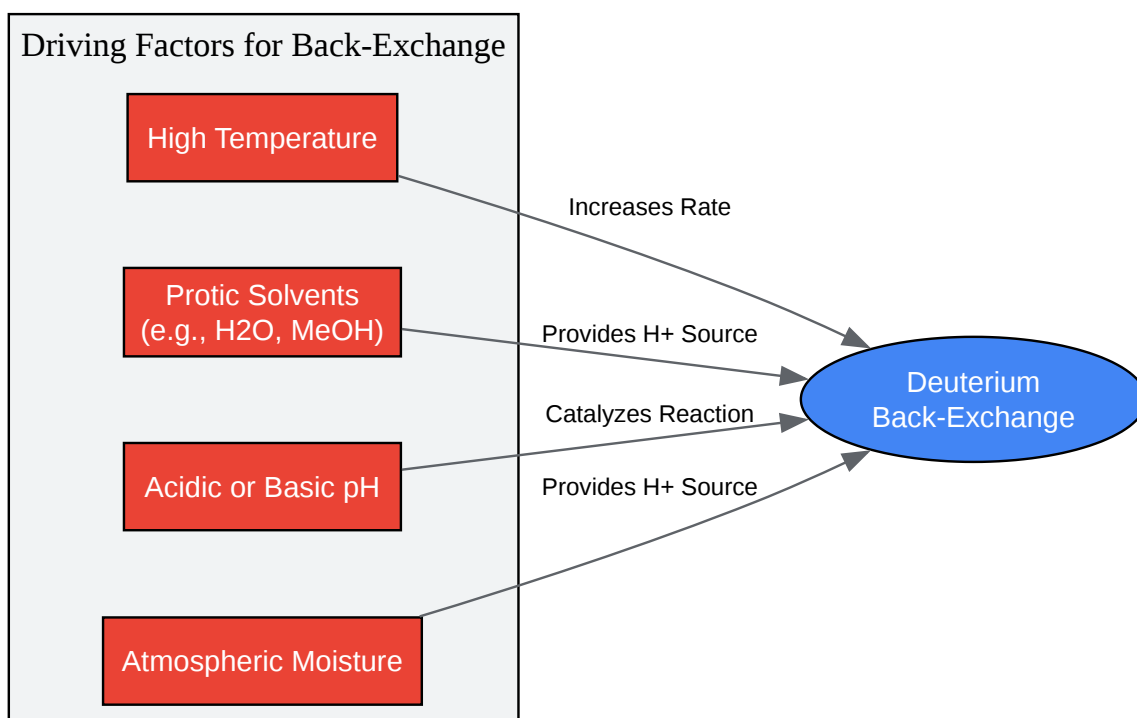 Driving Factors for Back-Exchange
High Temperature
Increases Rate
Protic Solvents
(e.g., H2O, MeOH)
Provides H+ Source
Deuterium
Back-Exchange
Catalyzes Reaction
Acidic or Basic pH
Provides H+ Source
Atmospheric Moisture